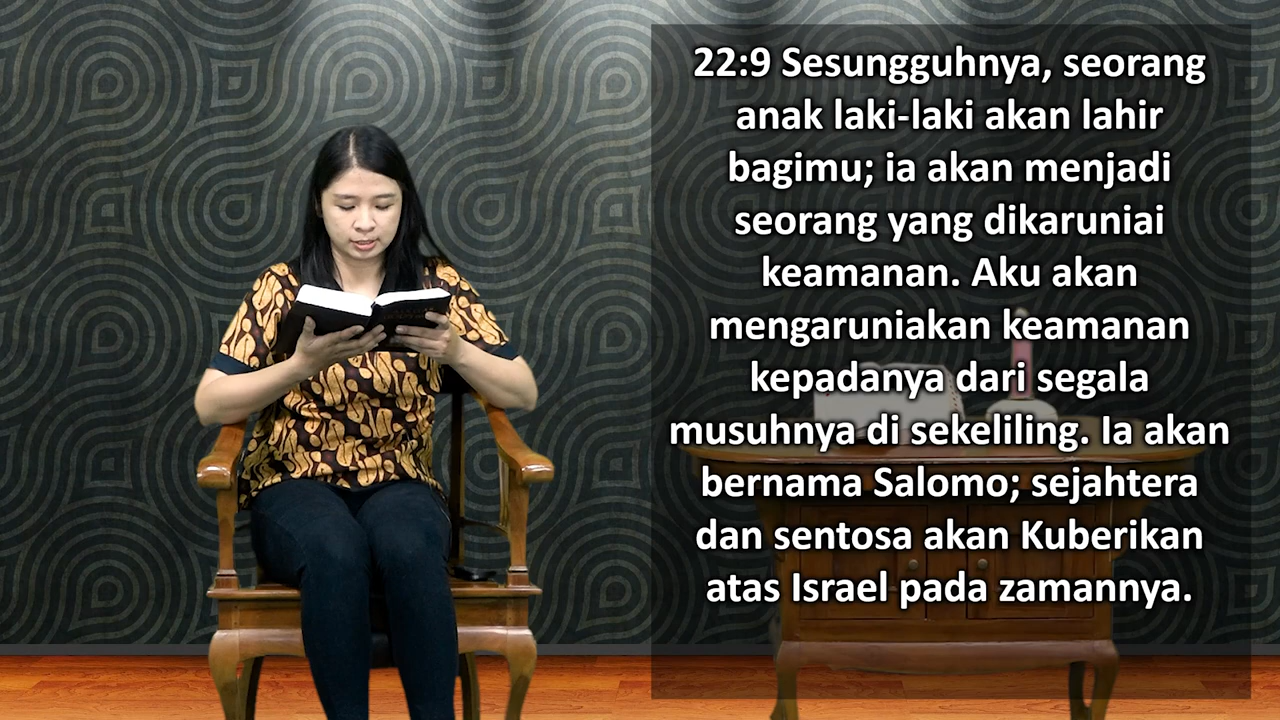 22:9 Sesungguhnya, seorang
anak laki-laki akan lahir
bagimu; ia akan menjadi
seorang yang dikaruniai
keamanan. Aku akan
mengaruniakan keamanan
kepadanya dari segala
musuhnya di sekeliling. Ia akan
bernama Salomo; sejahtera
dan sentosa akan Kuberikan
atas Israel pada zamannya.